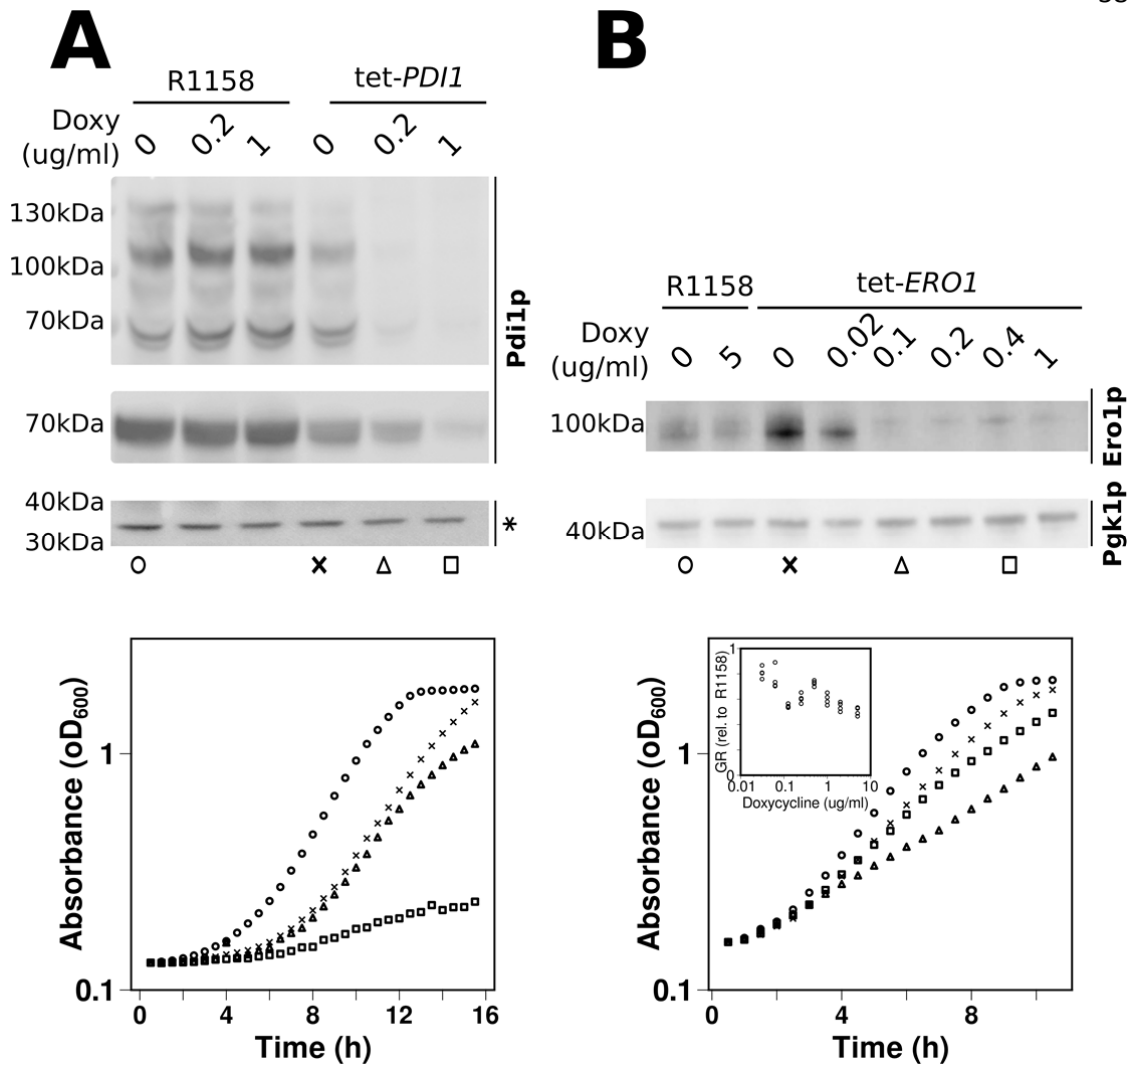 A
R1158 tet-PDI1
Doxy
(ug/ml)
0 0.2 1 0 0.2 1
130kDa
100kDa
70kDa
Pdi1p
70kDa
40kDa
30kDa
*
Absorbance (oD600)
1
0.1
0 4 8 12 16
Time (h)
B
R1158 tet-ERO1
Doxy
(ug/ml)
0 5 0 0.02 0.1 0.2 0.4 1
100kDa
Ero1p
40kDa
Pgk1p
Absorbance (oD600)
1
0.1
0 4 8
Time (h)
GR (rel. to R1158)
1
0
0.01 0.1 1 10
Doxycycline (ug/ml)